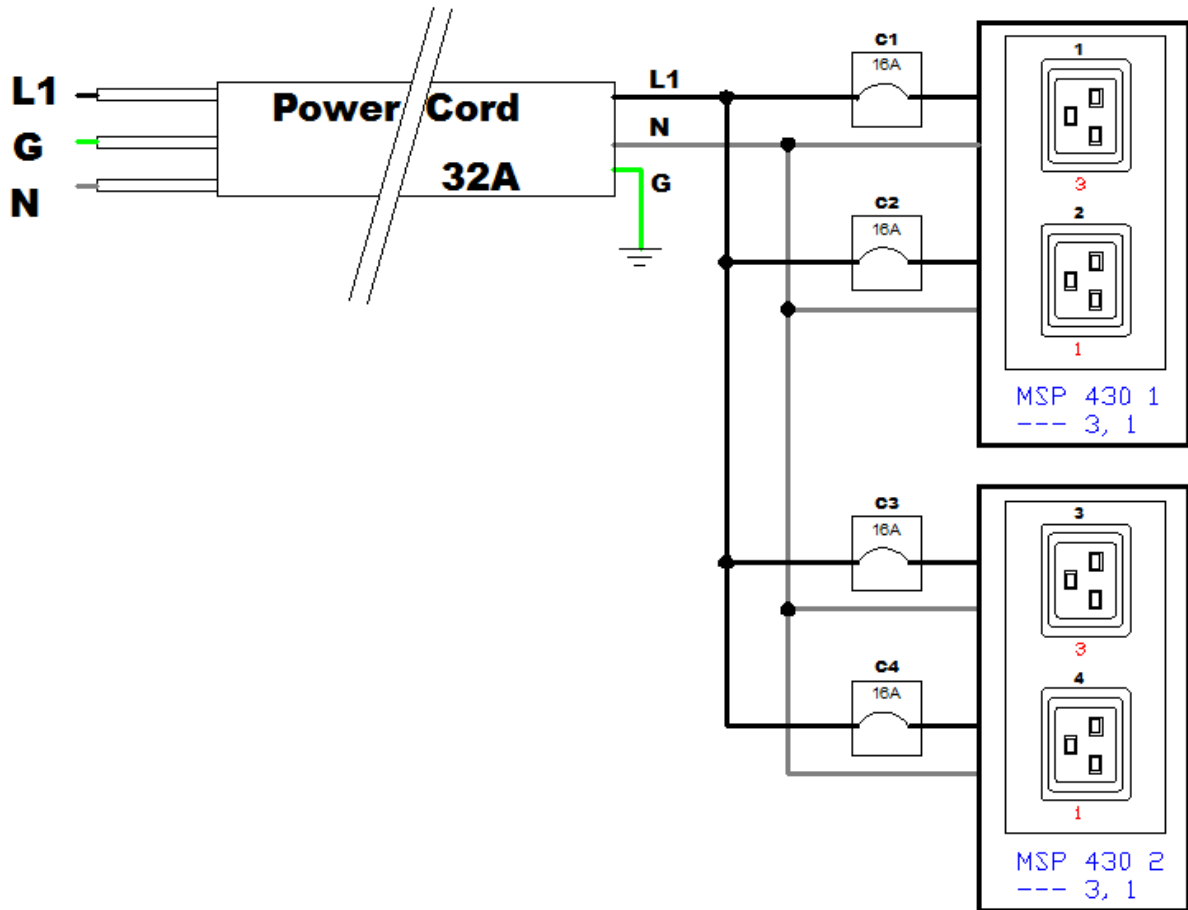 L1
G
N
Power Cord
32A
L1
N
G
C1
16A
C2
16A
C3
16A
C4
16A
1
3
2
1
MSP 430 1
--- 3, 1
3
3
4
1
MSP 430 2
--- 3, 1